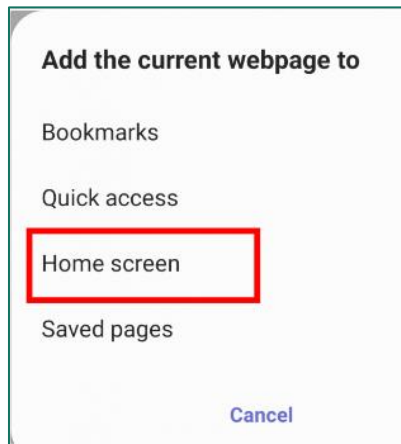 Add the current webpage to
Bookmarks
Quick access
Home screen
Saved pages
Cancel